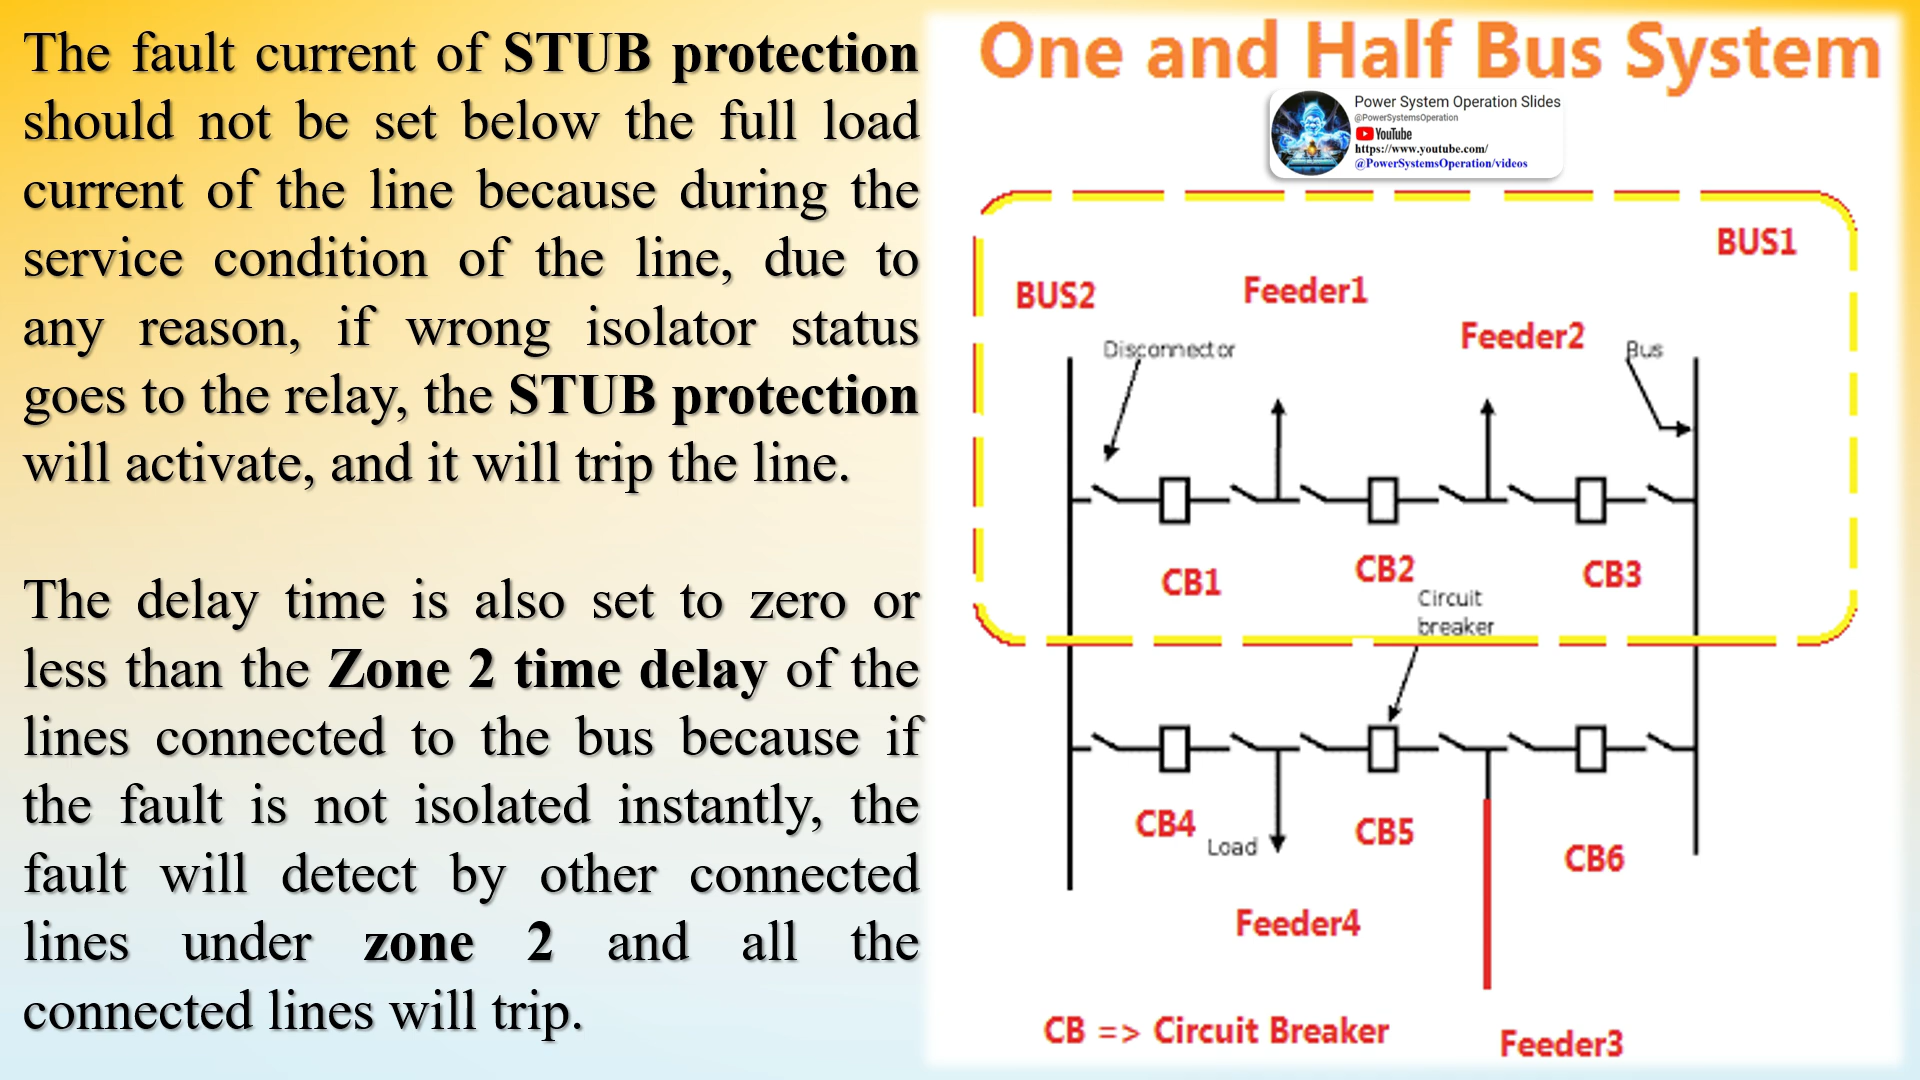 The fault current of STUB protection
should not be set below the full load
current of the line because during the
service condition of the line, due to
any reason, if wrong isolator status
goes to the relay, the STUB protection
will activate, and it will trip the line.
The delay time is also set to zero or
less than the Zone 2 time delay of the
lines connected to the bus because if
the fault is not isolated instantly, the
fault will detect by other connected
lines under zone 2 and all the
connected lines will trip.
One and Half Bus System
Power System Operation Slides
@PowerSystemsOperation
YouTube
https://www.youtube.com/
@PowerSystemsOperation/videos
BUS1
BUS2
Feeder1
Feeder2
Disconnector
Bus
CB1
CB2
CB3
Circuit
breaker
CB4
Load
CB5
CB6
Feeder4
CB => Circuit Breaker
Feeder3